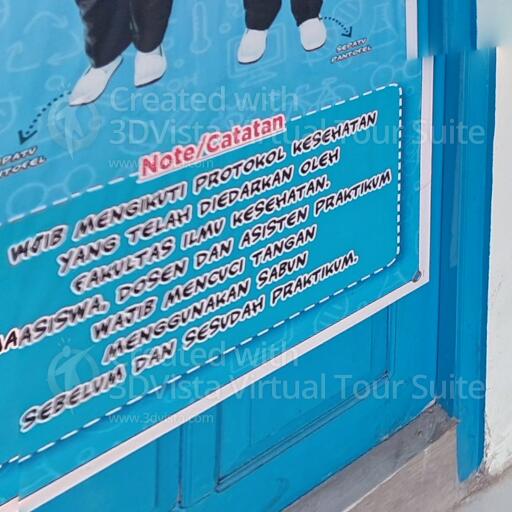 SEPATU
PANTOFEL
Note/Catatan
WAJIB MENGIKUTI PROTOKOL KESEHATAN
YANG TELAH DIEDARKAN OLEH
FAKULTAS ILMU KESEHATAN.
DOSEN DAN ASISTEN PRAKTIKUM
WAJIB MENCUCI TANGAN
MENGGUNAKAN SABUN
SEBELUM DAN SESUDAH PRAKTIKUM.
Created with
3DVista Virtual Tour Suite
www.3dvista.com
Created with
3DVista Virtual Tour Suite
www.3dvista.com